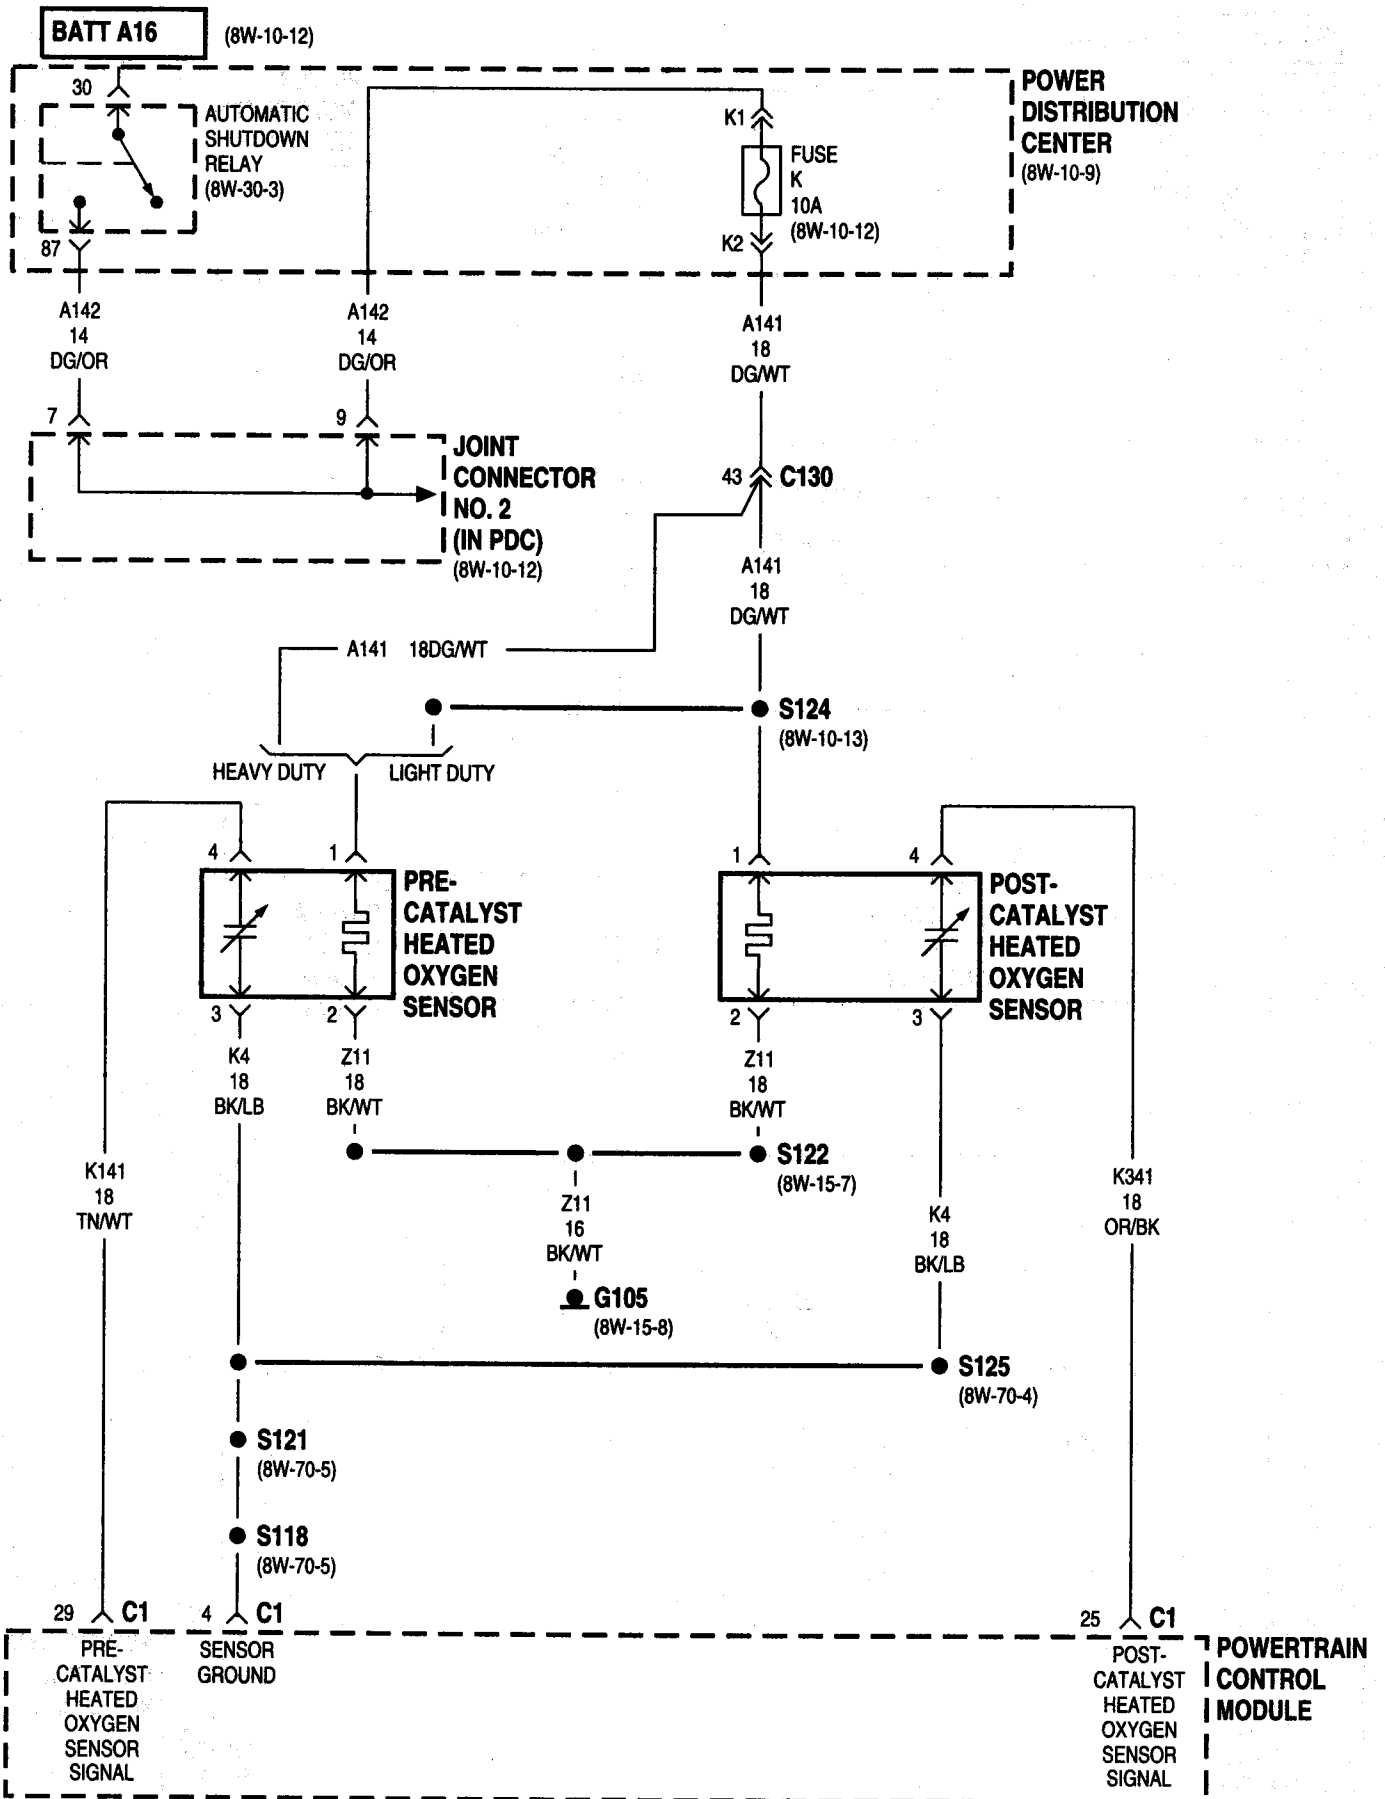 BATT A16
(8W-10-12)
30
AUTOMATIC
SHUTDOWN
RELAY
(8W-30-3)
87
K1
FUSE
K
10A
(8W-10-12)
K2
POWER
DISTRIBUTION
CENTER
(8W-10-9)
A142
14
DG/OR
A142
14
DG/OR
A141
18
DG/WT
7
9
JOINT
CONNECTOR
NO. 2
(IN PDC)
(8W-10-12)
43
C130
A141
18
DG/WT
A141 18DG/WT
S124
(8W-10-13)
HEAVY DUTY
LIGHT DUTY
4
1
PRE-
CATALYST
HEATED
OXYGEN
SENSOR
3
2
1
4
POST-
CATALYST
HEATED
OXYGEN
SENSOR
2
3
K4
18
BK/LB
Z11
18
BK/WT
Z11
18
BK/WT
S122
(8W-15-7)
K141
18
TN/WT
Z11
16
BK/WT
K4
18
BK/LB
K341
18
OR/BK
G105
(8W-15-8)
S125
(8W-70-4)
S121
(8W-70-5)
S118
(8W-70-5)
29
C1
4
C1
25
C1
PRE-
CATALYST
HEATED
OXYGEN
SENSOR
SIGNAL
SENSOR
GROUND
POST-
CATALYST
HEATED
OXYGEN
SENSOR
SIGNAL
POWERTRAIN
CONTROL
MODULE